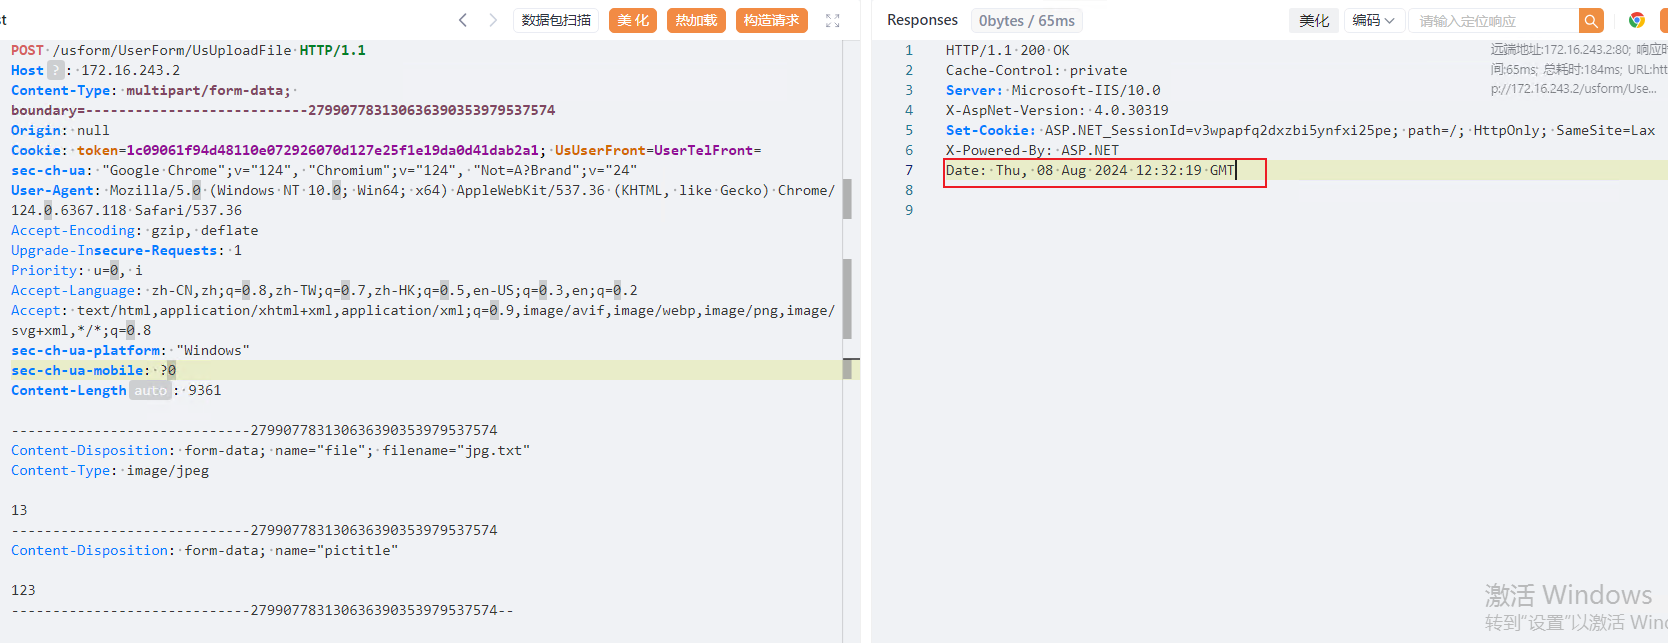 st
数据包扫描
美化
热加载
构造请求
POST /usform/UserForm/UsUploadFile HTTP/1.1
Host ? : 172.16.243.2
Content-Type: multipart/form-data;
boundary=---------------------------279907783130636390353979537574
Origin: null
Cookie: token=1c09061f94d48110e072926070d127e25f1e19da0d41dab2a1; UsUserFront=UserTelFront=
sec-ch-ua: "Google Chrome";v="124", "Chromium";v="124", "Not=A?Brand";v="24"
User-Agent: Mozilla/5.0 (Windows NT 10.0; Win64; x64) AppleWebKit/537.36 (KHTML, like Gecko) Chrome/
124.0.6367.118 Safari/537.36
Accept-Encoding: gzip, deflate
Upgrade-Insecure-Requests: 1
Priority: u=0, i
Accept-Language: zh-CN,zh;q=0.8,zh-TW;q=0.7,zh-HK;q=0.5,en-US;q=0.3,en;q=0.2
Accept: text/html,application/xhtml+xml,application/xml;q=0.9,image/avif,image/webp,image/png,image/
svg+xml,*/*;q=0.8
sec-ch-ua-platform: "Windows"
sec-ch-ua-mobile: ?0
Content-Length auto : 9361
-----------------------------279907783130636390353979537574
Content-Disposition: form-data; name="file"; filename="jpg.txt"
Content-Type: image/jpeg
13
-----------------------------279907783130636390353979537574
Content-Disposition: form-data; name="pictitle"
123
-----------------------------279907783130636390353979537574--
Responses
0bytes / 65ms
美化
编码
请输入定位响应
1 HTTP/1.1 200 OK
2 Cache-Control: private
3 Server: Microsoft-IIS/10.0
4 X-AspNet-Version: 4.0.30319
5 Set-Cookie: ASP.NET_SessionId=v3wpapfq2dxzbi5ynfxi25pe; path=/; HttpOnly; SameSite=Lax
6 X-Powered-By: ASP.NET
7 Date: Thu, 08 Aug 2024 12:32:19 GMT
8
9
远端地址:172.16.243.2:80; 响应时
间:65ms; 总耗时:184ms; URL:htt
p://172.16.243.2/usform/Use...
激活 Windows
转到"设置"以激活 Win